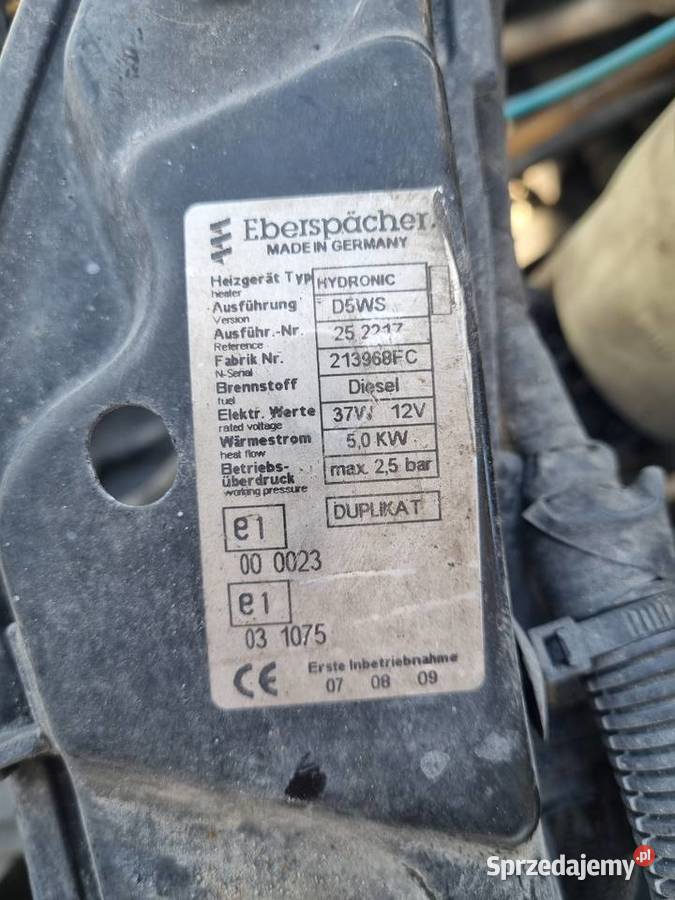 Eberspächer.
MADE IN GERMANY
Heizgerät Typ HYDRONIC
heater
Ausführung D5WS
Version
Ausführ.-Nr. 25 2217
Reference
Fabrik Nr. 213968FC
N-Serial
Brennstoff Diesel
fuel
Elektr. Werte 37W 12V
rated voltage
Wärmestrom 5,0 KW
heat flow
Betriebs- max. 2,5 bar
überdruck
working pressure
DUPLIKAT
e1
00 0023
e1
03 1075
CE Erste Inbetriebnahme
07 08 09
Sprzedajemy.pl